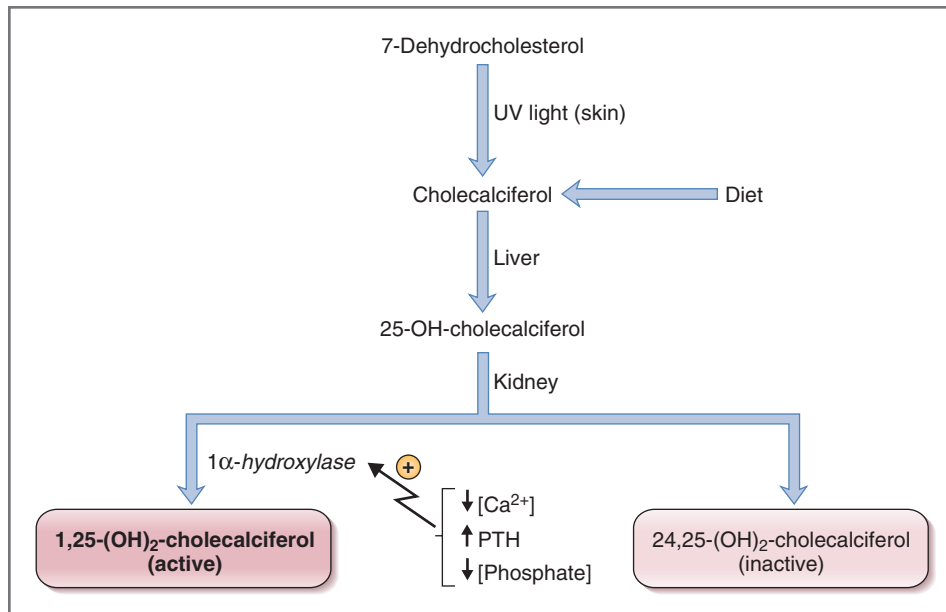 7-Dehydrocholesterol
UV light (skin)
Cholecalciferol
Diet
Liver
25-OH-cholecalciferol
Kidney
1α-hydroxylase
+
↓ [Ca²⁺]
↑ PTH
↓ [Phosphate]
1,25-(OH)₂-cholecalciferol
(active)
24,25-(OH)₂-cholecalciferol
(inactive)